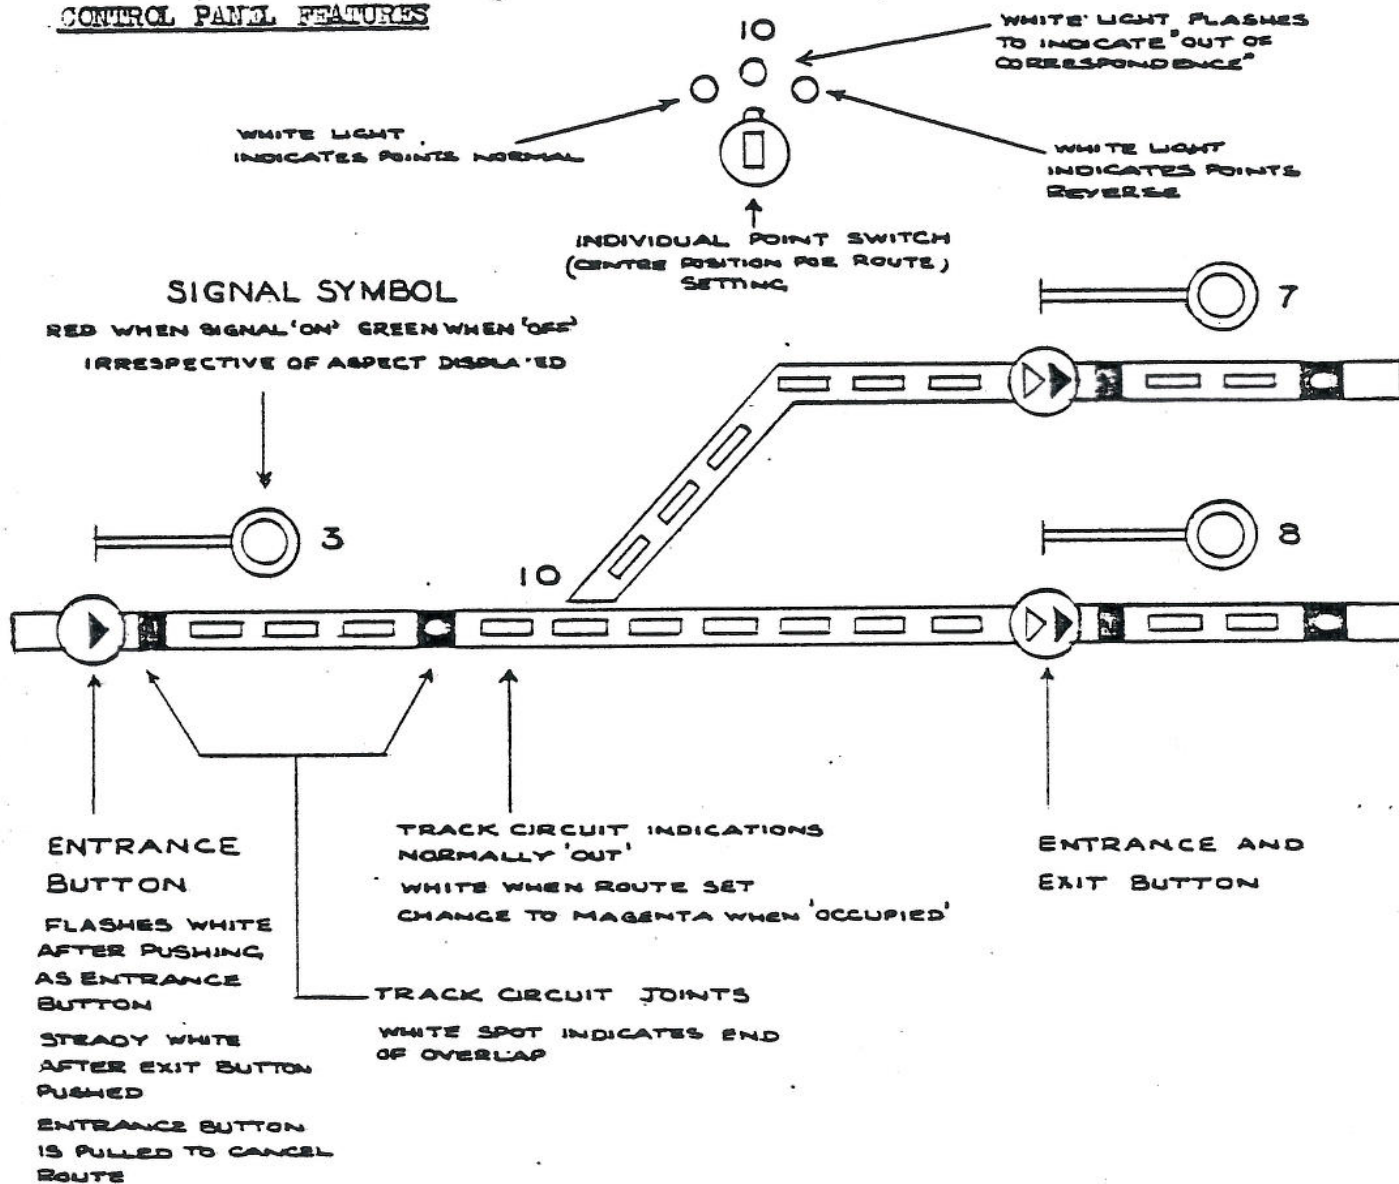 CONTROL PANEL FEATURES
10
WHITE LIGHT FLASHES
TO INDICATE "OUT OF
CORRESPONDENCE"
WHITE LIGHT
INDICATES POINTS NORMAL
WHITE LIGHT
INDICATES POINTS
REVERSE
INDIVIDUAL POINT SWITCH
(CENTRE POSITION FOR ROUTE)
SETTING
SIGNAL SYMBOL
RED WHEN SIGNAL 'ON' GREEN WHEN 'OFF'
IRRESPECTIVE OF ASPECT DISPLAYED
7
3
8
10
ENTRANCE
BUTTON
FLASHES WHITE
AFTER PUSHING
AS ENTRANCE
BUTTON
STEADY WHITE
AFTER EXIT BUTTON
PUSHED
ENTRANCE BUTTON
IS PULLED TO CANCEL
ROUTE
TRACK CIRCUIT INDICATIONS
NORMALLY 'OUT'
WHITE WHEN ROUTE SET
CHANGE TO MAGENTA WHEN 'OCCUPIED'
TRACK CIRCUIT JOINTS
WHITE SPOT INDICATES END
OF OVERLAP
ENTRANCE AND
EXIT BUTTON